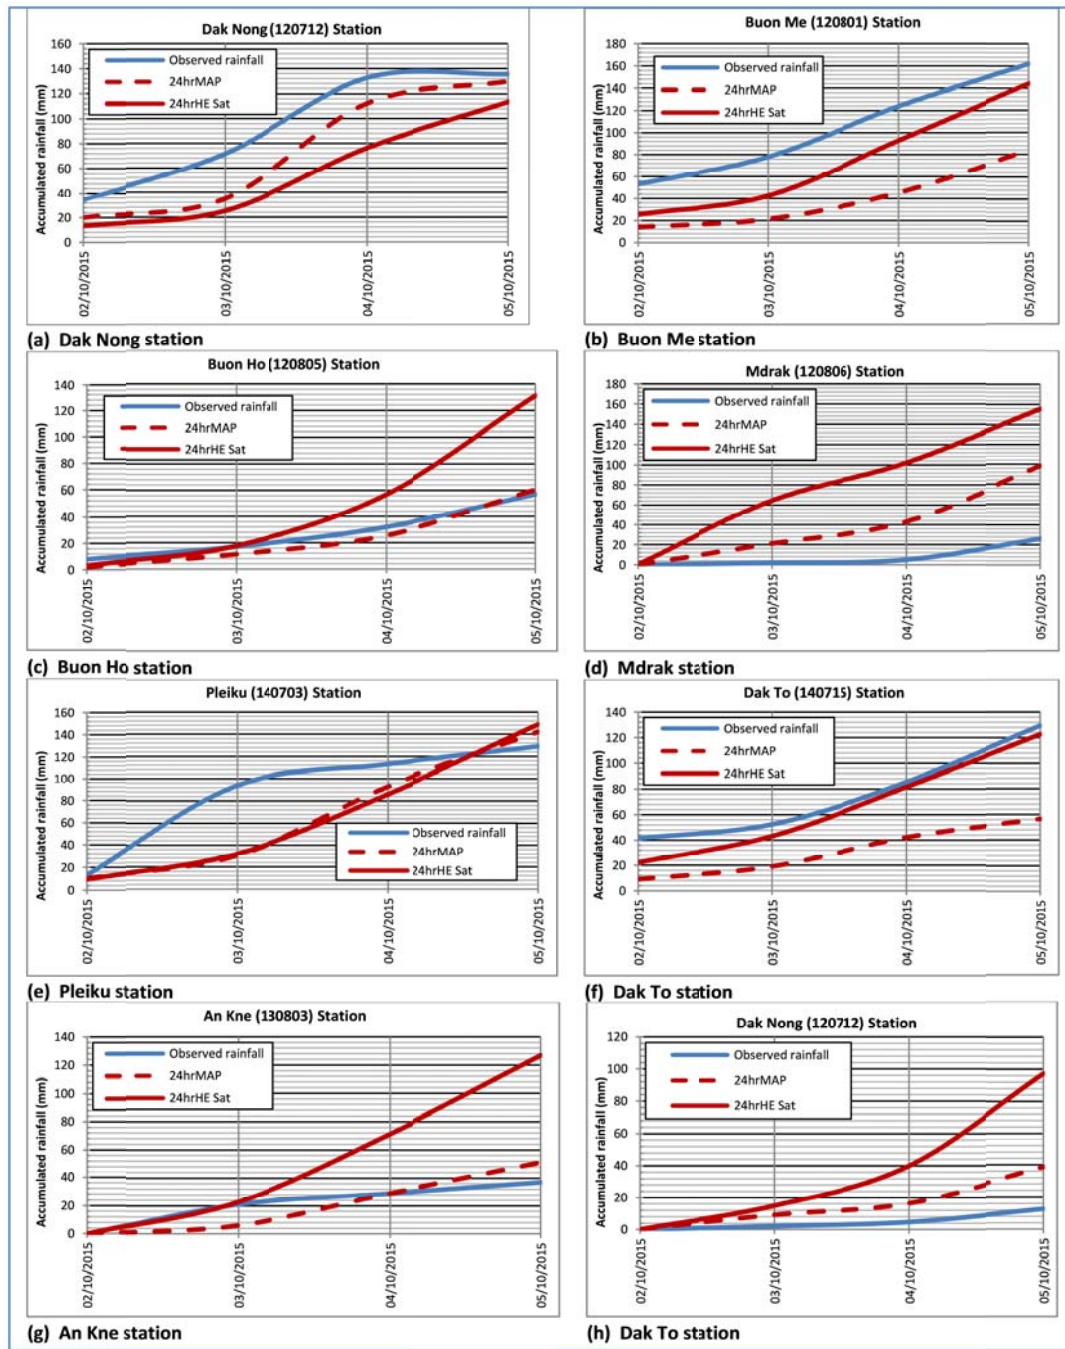 Dak Nong (120712) Station
Accumulated rainfall (mm)
160
140
120
100
80
60
40
20
0
Observed rainfall
24hrMAP
24hrHE Sat
02/10/2015
03/10/2015
04/10/2015
05/10/2015
(a) Dak Nong station
Buon Me (120801) Station
Accumulated rainfall (mm)
180
160
140
120
100
80
60
40
20
0
Observed rainfall
24hrMAP
24hrHE Sat
02/10/2015
03/10/2015
04/10/2015
05/10/2015
(b) Buon Me station
Buon Ho (120805) Station
Accumulated rainfall (mm)
140
120
100
80
60
40
20
0
Observed rainfall
24hrMAP
24hrHE Sat
02/10/2015
03/10/2015
04/10/2015
05/10/2015
(c) Buon Ho station
Mdrak (120806) Station
Accumulated rainfall (mm)
180
160
140
120
100
80
60
40
20
0
Observed rainfall
24hrMAP
24hrHE Sat
02/10/2015
03/10/2015
04/10/2015
05/10/2015
(d) Mdrak station
Pleiku (140703) Station
Accumulated rainfall (mm)
160
140
120
100
80
60
40
20
0
Observed rainfall
24hrMAP
24hrHE Sat
02/10/2015
03/10/2015
04/10/2015
05/10/2015
(e) Pleiku station
Dak To (140715) Station
Accumulated rainfall (mm)
140
120
100
80
60
40
20
0
Observed rainfall
24hrMAP
24hrHE Sat
02/10/2015
03/10/2015
04/10/2015
05/10/2015
(f) Dak To station
An Kne (130803) Station
Accumulated rainfall (mm)
140
120
100
80
60
40
20
0
Observed rainfall
24hrMAP
24hrHE Sat
02/10/2015
03/10/2015
04/10/2015
05/10/2015
(g) An Kne station
Dak Nong (120712) Station
Accumulated rainfall (mm)
120
100
80
60
40
20
0
Observed rainfall
24hrMAP
24hrHE Sat
02/10/2015
03/10/2015
04/10/2015
05/10/2015
(h) Dak To station